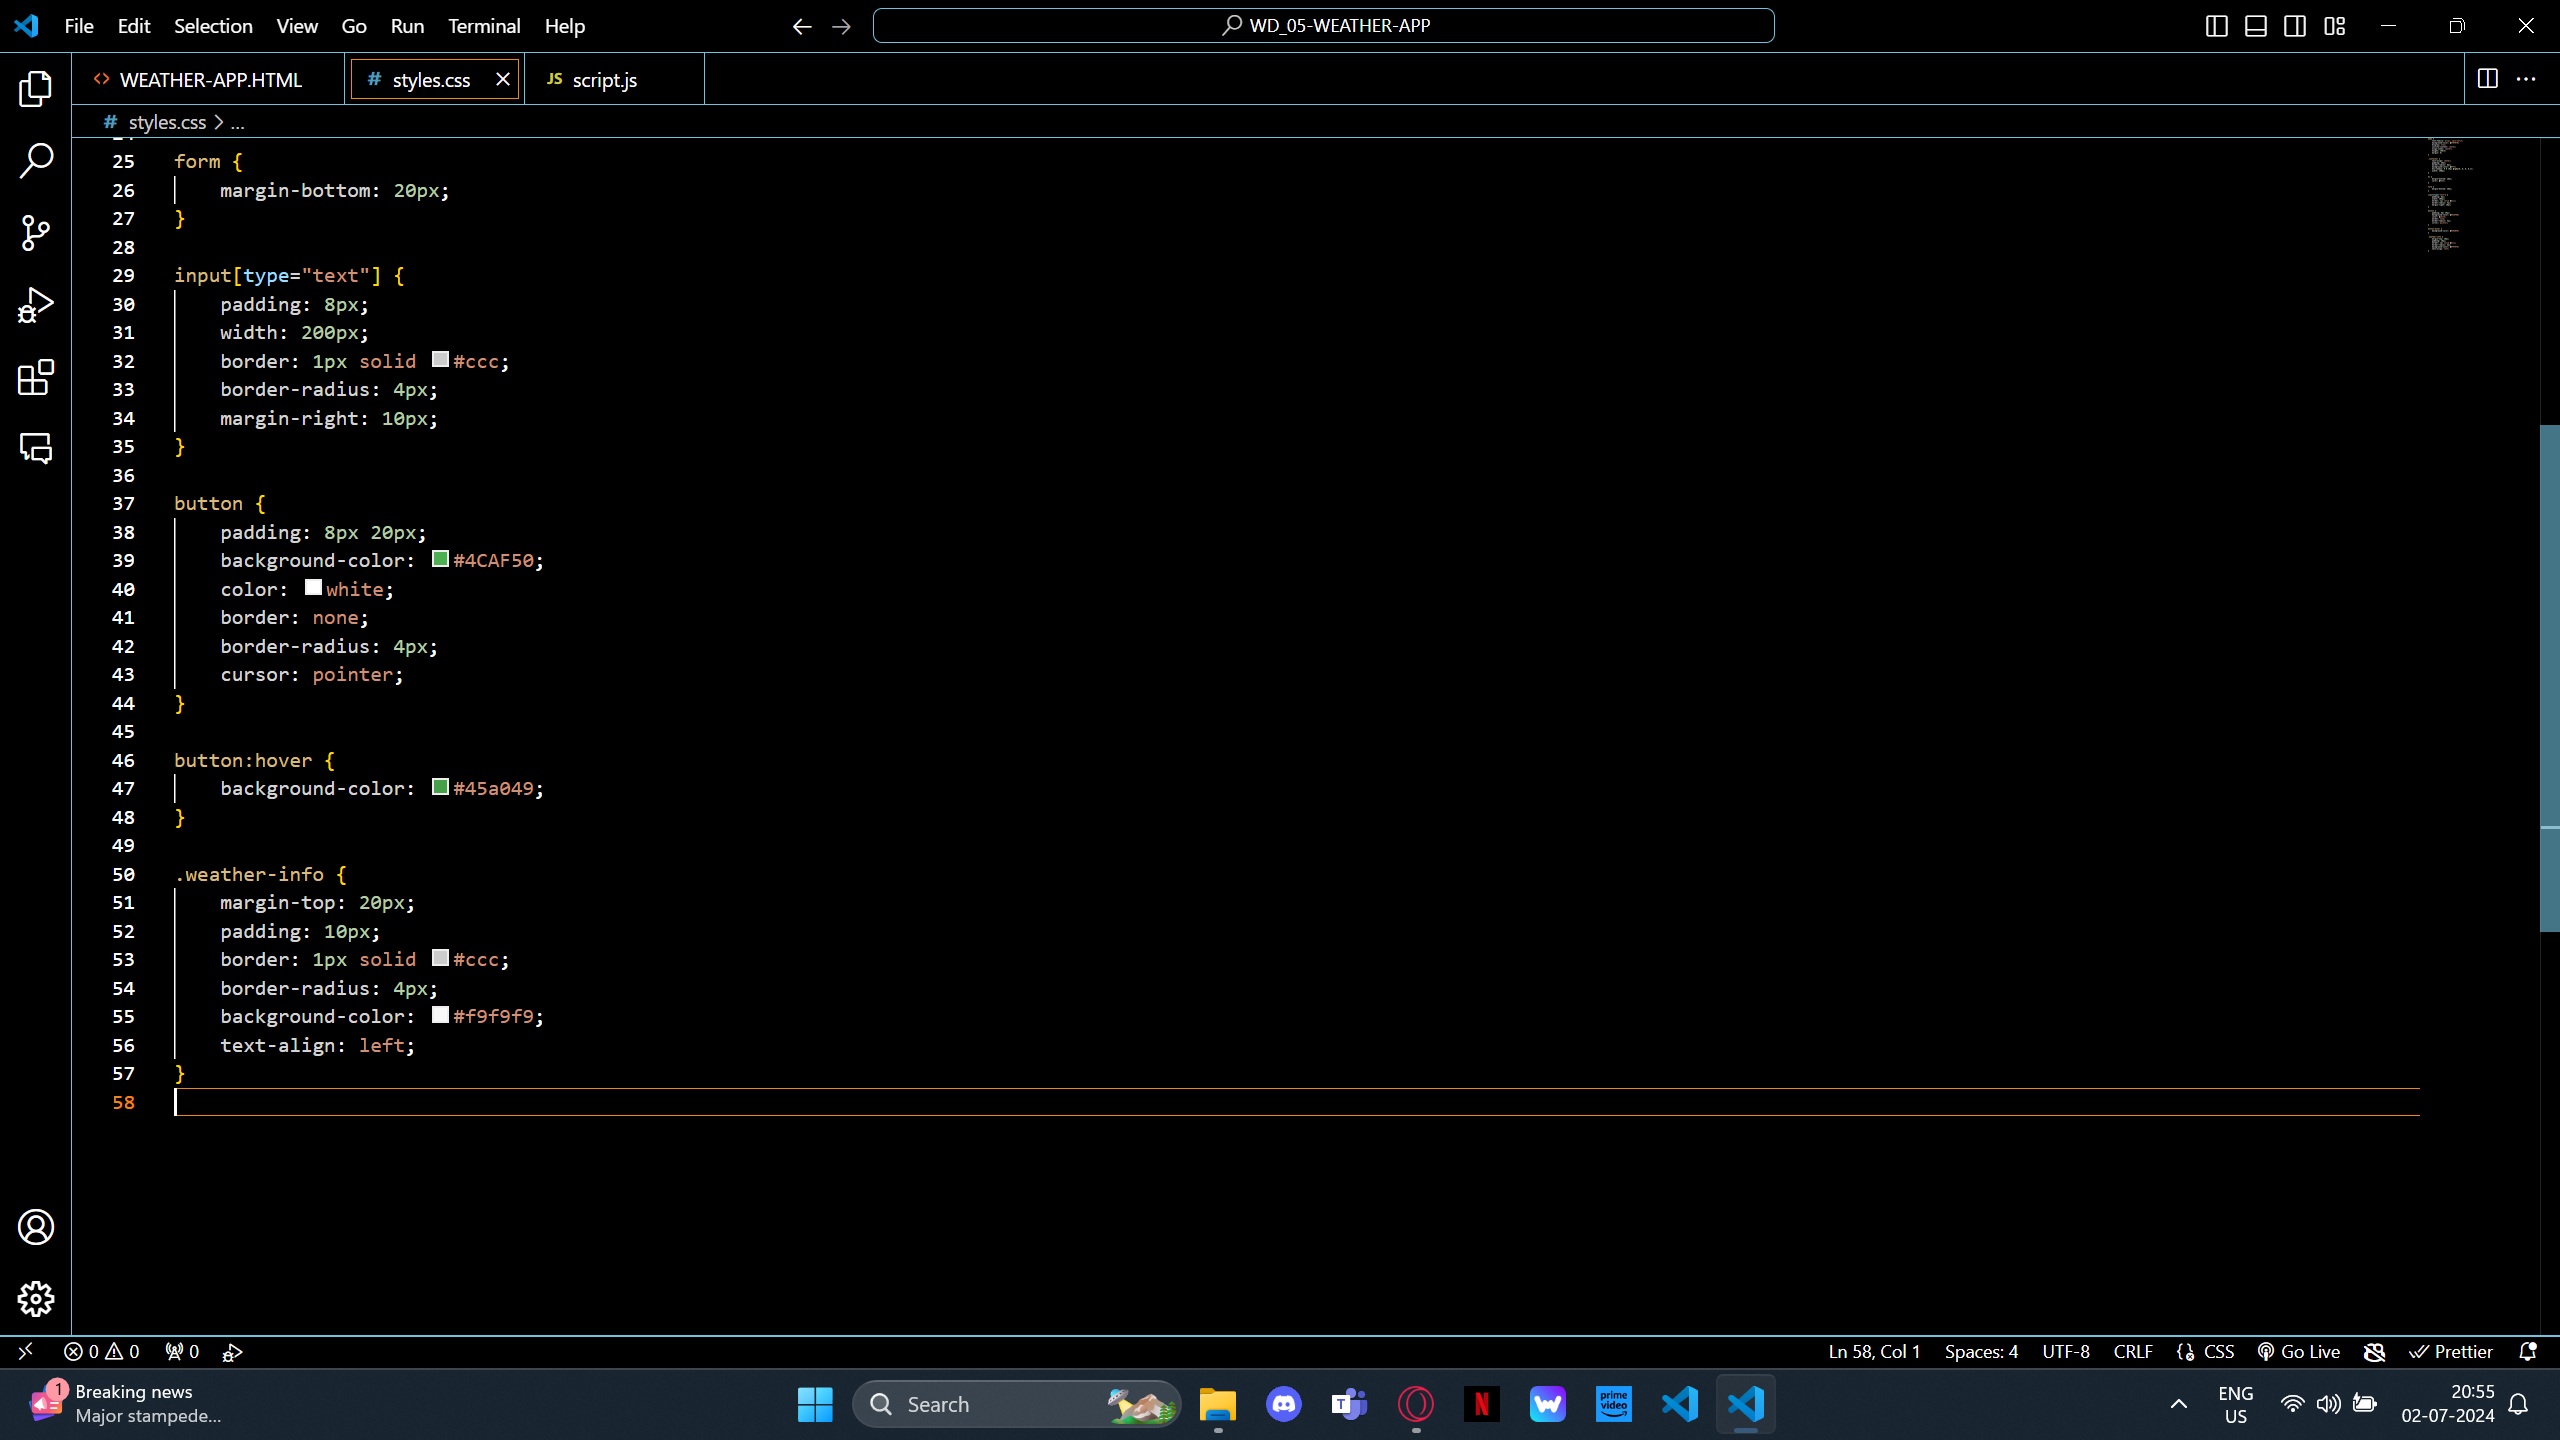 File Edit Selection View Go Run Terminal Help
WD_05-WEATHER-APP
WEATHER-APP.HTML
# styles.css
JS script.js
# styles.css > ...
25 form {
26     margin-bottom: 20px;
27 }
28
29 input[type="text"] {
30     padding: 8px;
31     width: 200px;
32     border: 1px solid #ccc;
33     border-radius: 4px;
34     margin-right: 10px;
35 }
36
37 button {
38     padding: 8px 20px;
39     background-color: #4CAF50;
40     color: white;
41     border: none;
42     border-radius: 4px;
43     cursor: pointer;
44 }
45
46 button:hover {
47     background-color: #45a049;
48 }
49
50 .weather-info {
51     margin-top: 20px;
52     padding: 10px;
53     border: 1px solid #ccc;
54     border-radius: 4px;
55     background-color: #f9f9f9;
56     text-align: left;
57 }
58
0 0 0
Ln 58, Col 1 Spaces: 4 UTF-8 CRLF CSS Go Live Prettier
1
Breaking news
Major stampede...
Search
T
N
W
prime video
ENG
US
20:55
02-07-2024